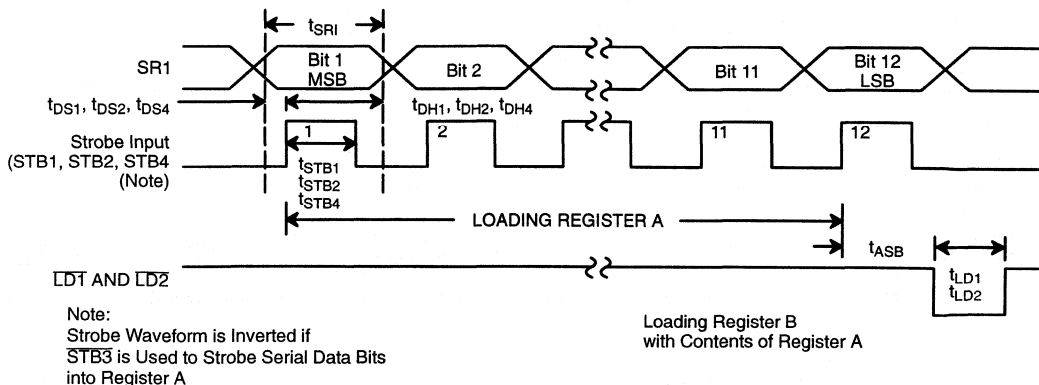 tSRI
SR1
Bit 1
MSB
Bit 2
Bit 11
Bit 12
LSB
tDS1, tDS2, tDS4
tDH1, tDH2, tDH4
Strobe Input
(STB1, STB2, STB4
(Note)
1
2
11
12
tSTB1
tSTB2
tSTB4
LOADING REGISTER A
tASB
LD1 AND LD2
tLD1
tLD2
Note:
Strobe Waveform is Inverted if
STB3 is Used to Strobe Serial Data Bits
into Register A
Loading Register B
with Contents of Register A